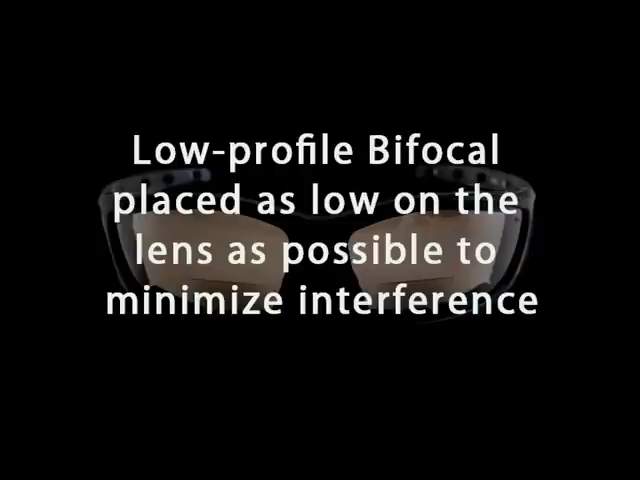 Low-profile Bifocal
placed as low on the
lens as possible to
minimize interference